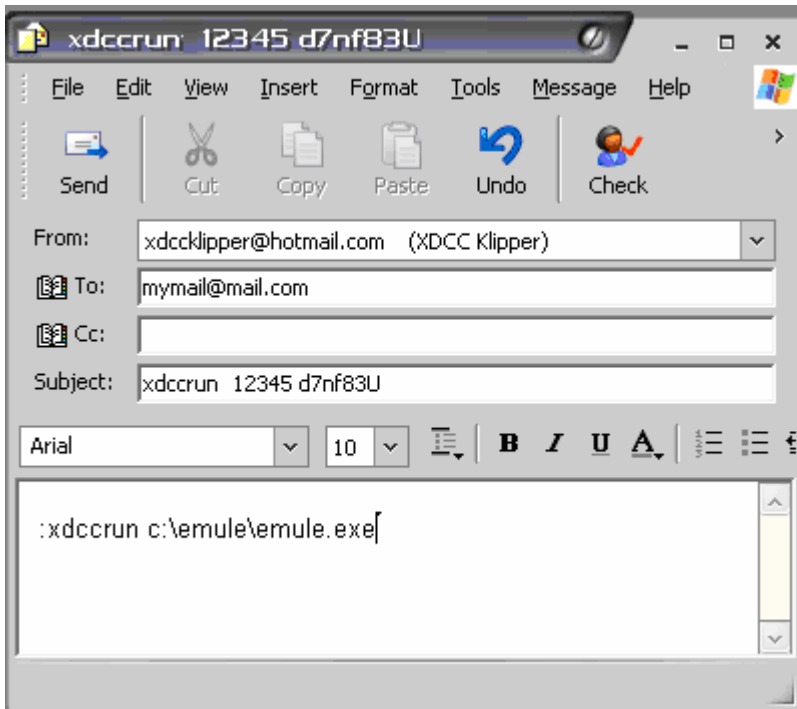 xdccrun 12345 d7nf83U
File Edit View Insert Format Tools Message Help
Send Cut Copy Paste Undo Check
From: xdccklipper@hotmail.com (XDCC Klipper)
To: mymail@mail.com
Cc:
Subject: xdccrun 12345 d7nf83U
Arial 10 B I U A
:xdccrun c:\emule\emule.exe